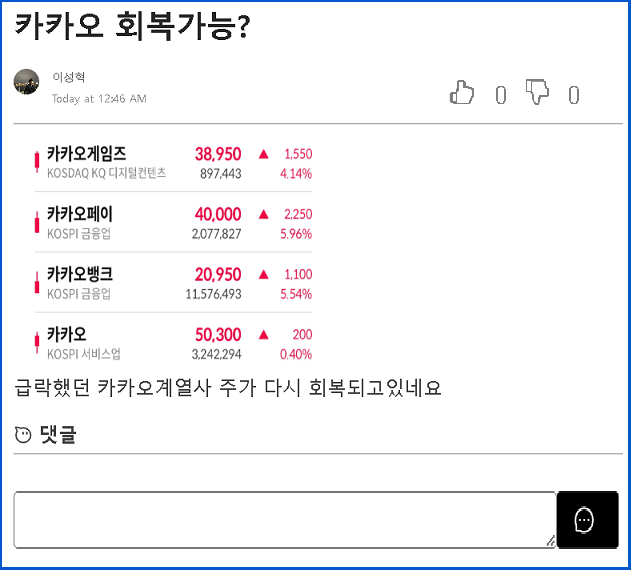 카카오 회복가능?
이성혁
Today at 12:46 AM
0 0
카카오게임즈 38,950 ▲ 1,550
KOSDAQ KQ 디지털컨텐츠 897,443 4.14%
카카오페이 40,000 ▲ 2,250
KOSPI 금융업 2,077,827 5.96%
카카오뱅크 20,950 ▲ 1,100
KOSPI 금융업 11,576,493 5.54%
카카오 50,300 ▲ 200
KOSPI 서비스업 3,242,294 0.40%
급락했던 카카오계열사 주가 다시 회복되고있네요
댓글